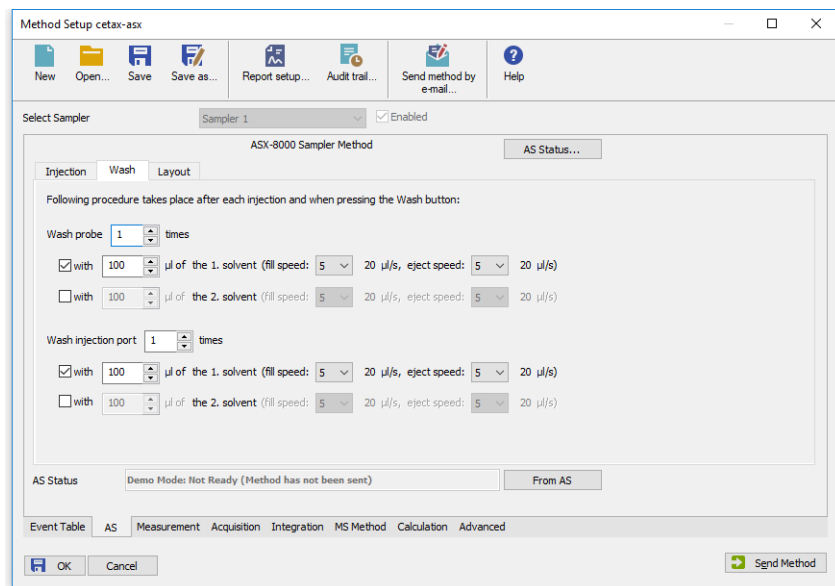 Method Setup cetax-asx
New Open... Save Save as... Report setup... Audit trail... Send method by e-mail... Help
Select Sampler Sampler 1 Enabled
ASX-8000 Sampler Method AS Status...
Injection Wash Layout
Following procedure takes place after each injection and when pressing the Wash button:
Wash probe 1 times
with 100 µl of the 1. solvent (fill speed: 5 20 µl/s, eject speed: 5 20 µl/s)
with 100 µl of the 2. solvent (fill speed: 5 20 µl/s, eject speed: 5 20 µl/s)
Wash injection port 1 times
with 100 µl of the 1. solvent (fill speed: 5 20 µl/s, eject speed: 5 20 µl/s)
with 100 µl of the 2. solvent (fill speed: 5 20 µl/s, eject speed: 5 20 µl/s)
AS Status Demo Mode: Not Ready (Method has not been sent) From AS
Event Table AS Measurement Acquisition Integration MS Method Calculation Advanced
OK Cancel Send Method